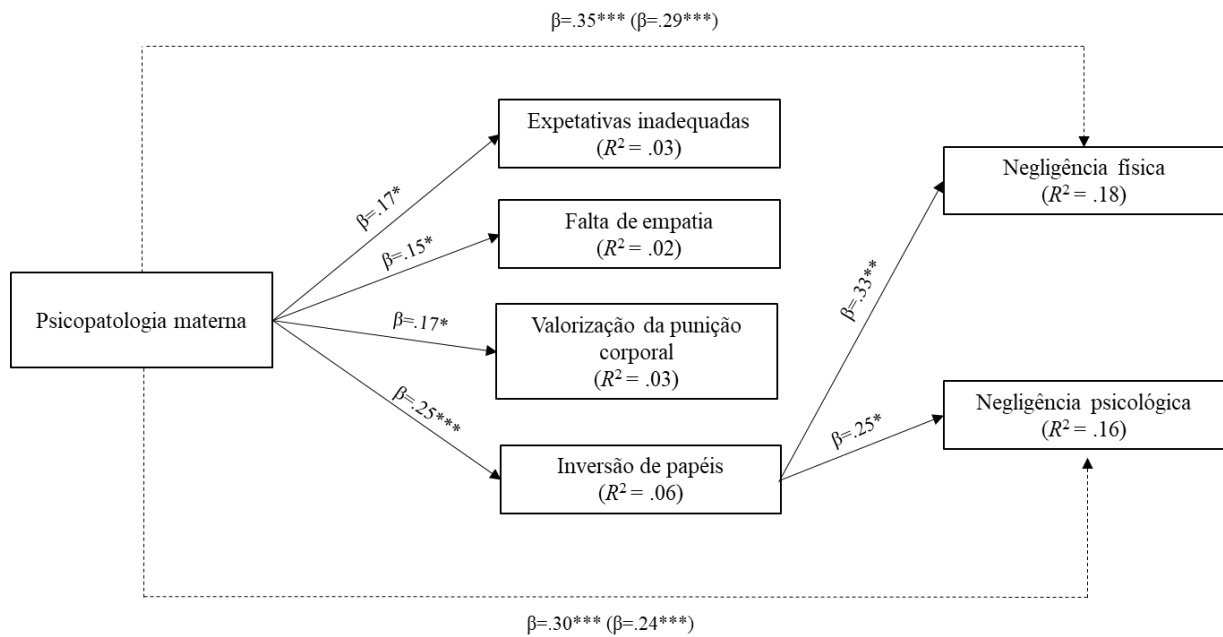 β=.35*** (β=.29***)
Expetativas inadequadas
(R² = .03)
Negligência física
(R² = .18)
β=.17*
Falta de empatia
(R² = .02)
β=.15*
β=.33**
Psicopatologia materna
β=.17*
Valorização da punição
corporal
(R² = .03)
β=.25***
Negligência psicológica
(R² = .16)
β=.25*
Inversão de papéis
(R² = .06)
β=.30*** (β=.24***)